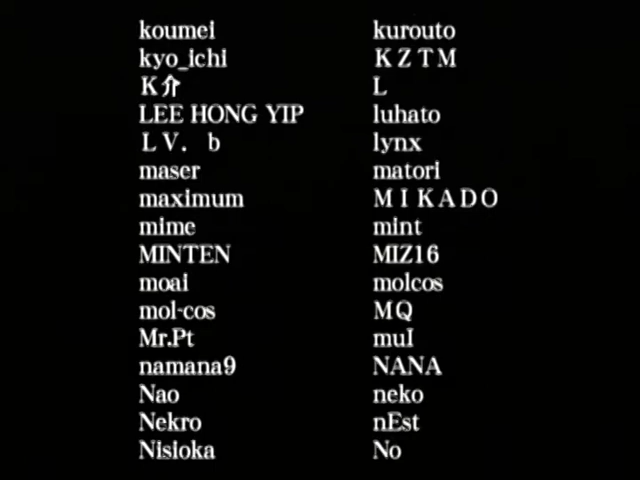 koumei kurouto
kyo_ichi ＫＺＴＭ
K介 L
LEE HONG YIP luhato
ＬＶ．ｂ lynx
maser matori
maximum ＭＩＫＡＤＯ
mime mint
MINTEN MIZ16
moai molcos
mol-cos MQ
Mr.Pt muI
namana9 NANA
Nao neko
Nekro nEst
Nisioka No